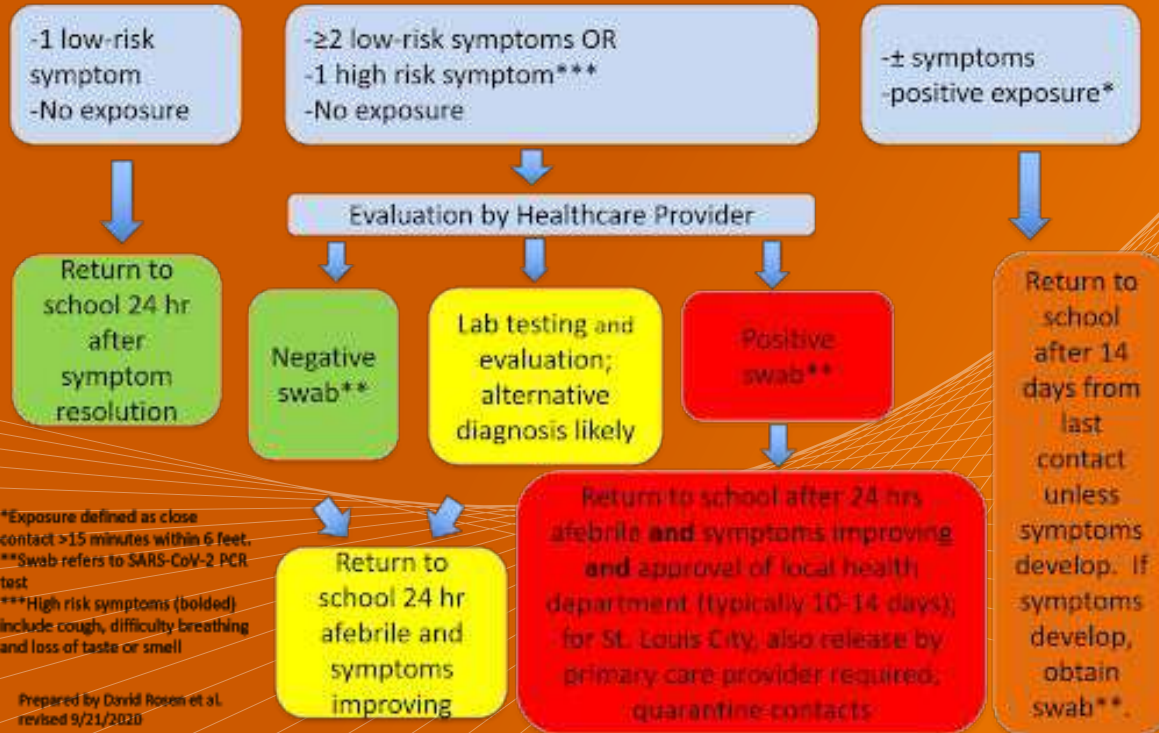 -1 low-risk
symptom
-No exposure
-≥2 low-risk symptoms OR
-1 high risk symptom***
-No exposure
-± symptoms
-positive exposure*
Evaluation by Healthcare Provider
Return to
school 24 hr
after
symptom
resolution
Negative
swab**
Lab testing and
evaluation;
alternative
diagnosis likely
Positive
swab**
Return to
school
after 14
days from
last
contact
unless
symptoms
develop. If
symptoms
develop,
obtain
swab**.
Return to
school 24 hr
afebrile and
symptoms
improving
Return to school after 24 hrs
afebrile and symptoms improving
and approval of local health
department (typically 10-14 days);
for St. Louis City, also release by
primary care provider required;
quarantine contacts
*Exposure defined as close
contact >15 minutes within 6 feet.
**Swab refers to SARS-CoV-2 PCR
test
***High risk symptoms (bolded)
include cough, difficulty breathing
and loss of taste or smell
Prepared by David Rosen et al.
revised 9/21/2020